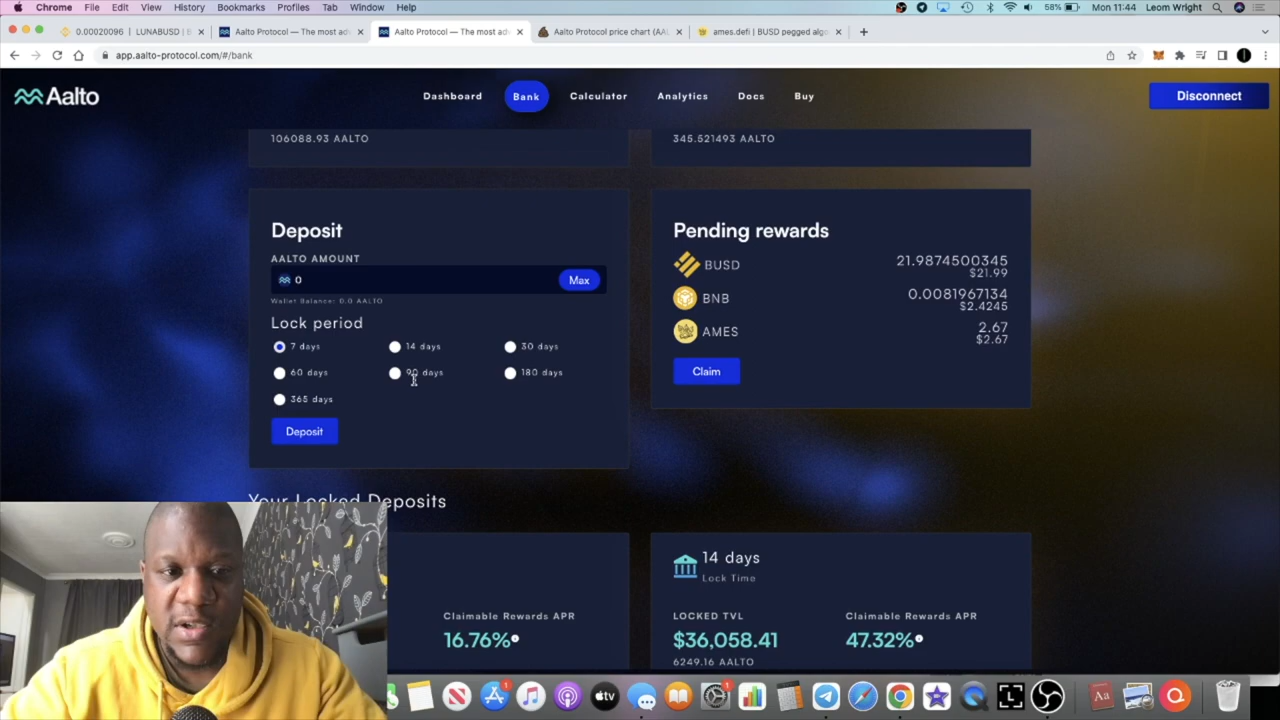 Chrome File Edit View History Bookmarks Profiles Tab Window Help 58% Mon 11:44 Leom Wright
0.00020096 | LUNABUSD | B Aalto Protocol — The most adv Aalto Protocol — The most adv Aalto Protocol price chart (AAL ames.defi | BUSD pegged algo
app.aalto-protocol.com/#/bank
Aalto Dashboard Bank Calculator Analytics Docs Buy Disconnect
106088.93 AALTO 345.521493 AALTO
Deposit
AALTO AMOUNT
0 Max
Wallet Balance: 0.0 AALTO
Lock period
7 days 14 days 30 days
60 days 90 days 180 days
365 days
Deposit
Pending rewards
BUSD 21.9874500345
$21.99
BNB 0.0081967134
$2.4245
AMES 2.67
$2.67
Claim
Your Locked Deposits
Claimable Rewards APR
16.76%
14 days
Lock Time
LOCKED TVL Claimable Rewards APR
$36,058.41 47.32%
6249.16 AALTO
tv
Aa